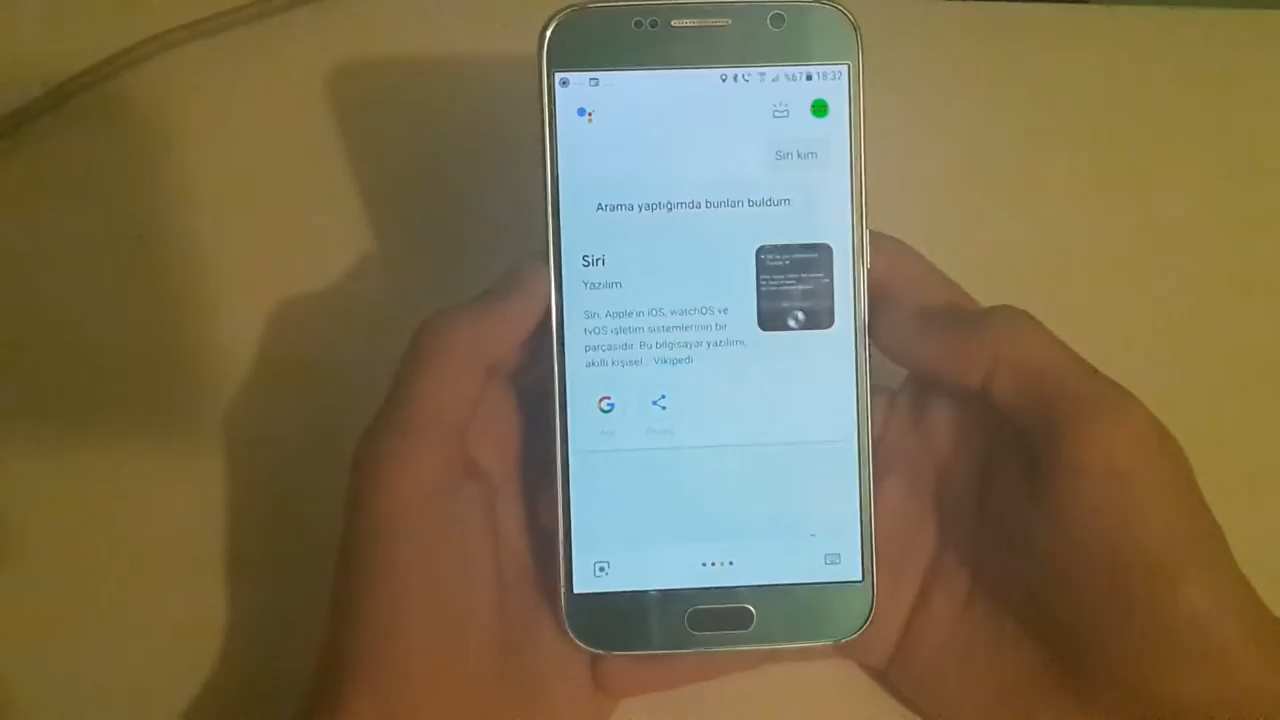 %67 18:32
Siri kim
Arama yaptığımda bunları buldum:
Siri
Yazılım
Siri, Apple'ın iOS, watchOS ve
tvOS işletim sistemlerinin bir
parçasıdır. Bu bilgisayar yazılımı,
akıllı kişisel... Vikipedi